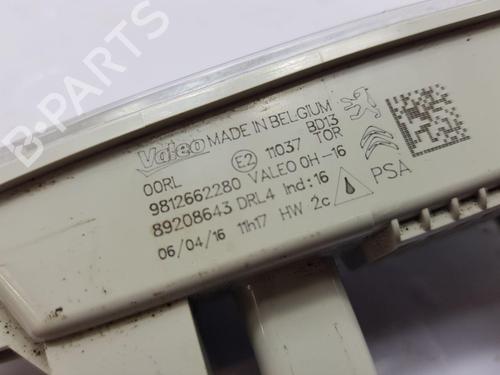 Valeo MADE IN BELGIUM
BD13
00RL E2 11037 TOR
9812662280 VALEO 0H-16
89208643 DRL4 Ind:16 PSA
06/04/16 11h17 HW 2c
B-PARTS